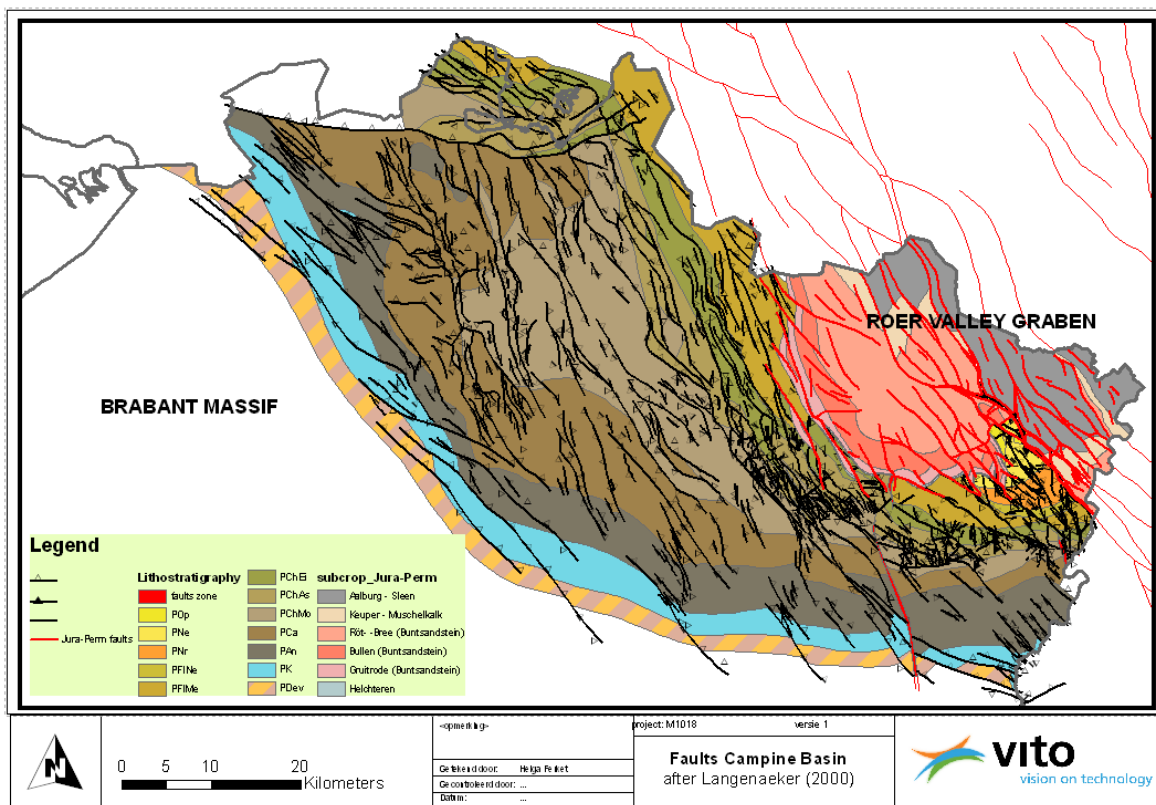 ROER VALLEY GRABEN
BRABANT MASSIF
Legend
Lithostratigraphy
faults zone
POp
PNe
PNr
PFlNe
PFlMe
Jura-Perm faults
PChEi
PChAs
PChMo
PCa
PAn
PK
PDev
subcrop_Jura-Perm
Aalburg - Sleen
Keuper - Muschelkalk
Röt- -Bree (Buntsandstein)
Bullen (Buntsandstein)
Gruitrode (Buntsandstein)
Helchteren
N
0 5 10 20
Kilometers
<opmerking>
Getekend door: Helga Ferket
Gecontroleerd door: ...
Datum: ...
project: M1018 versie 1
Faults Campine Basin
after Langenaeker (2000)
vito
vision on technology